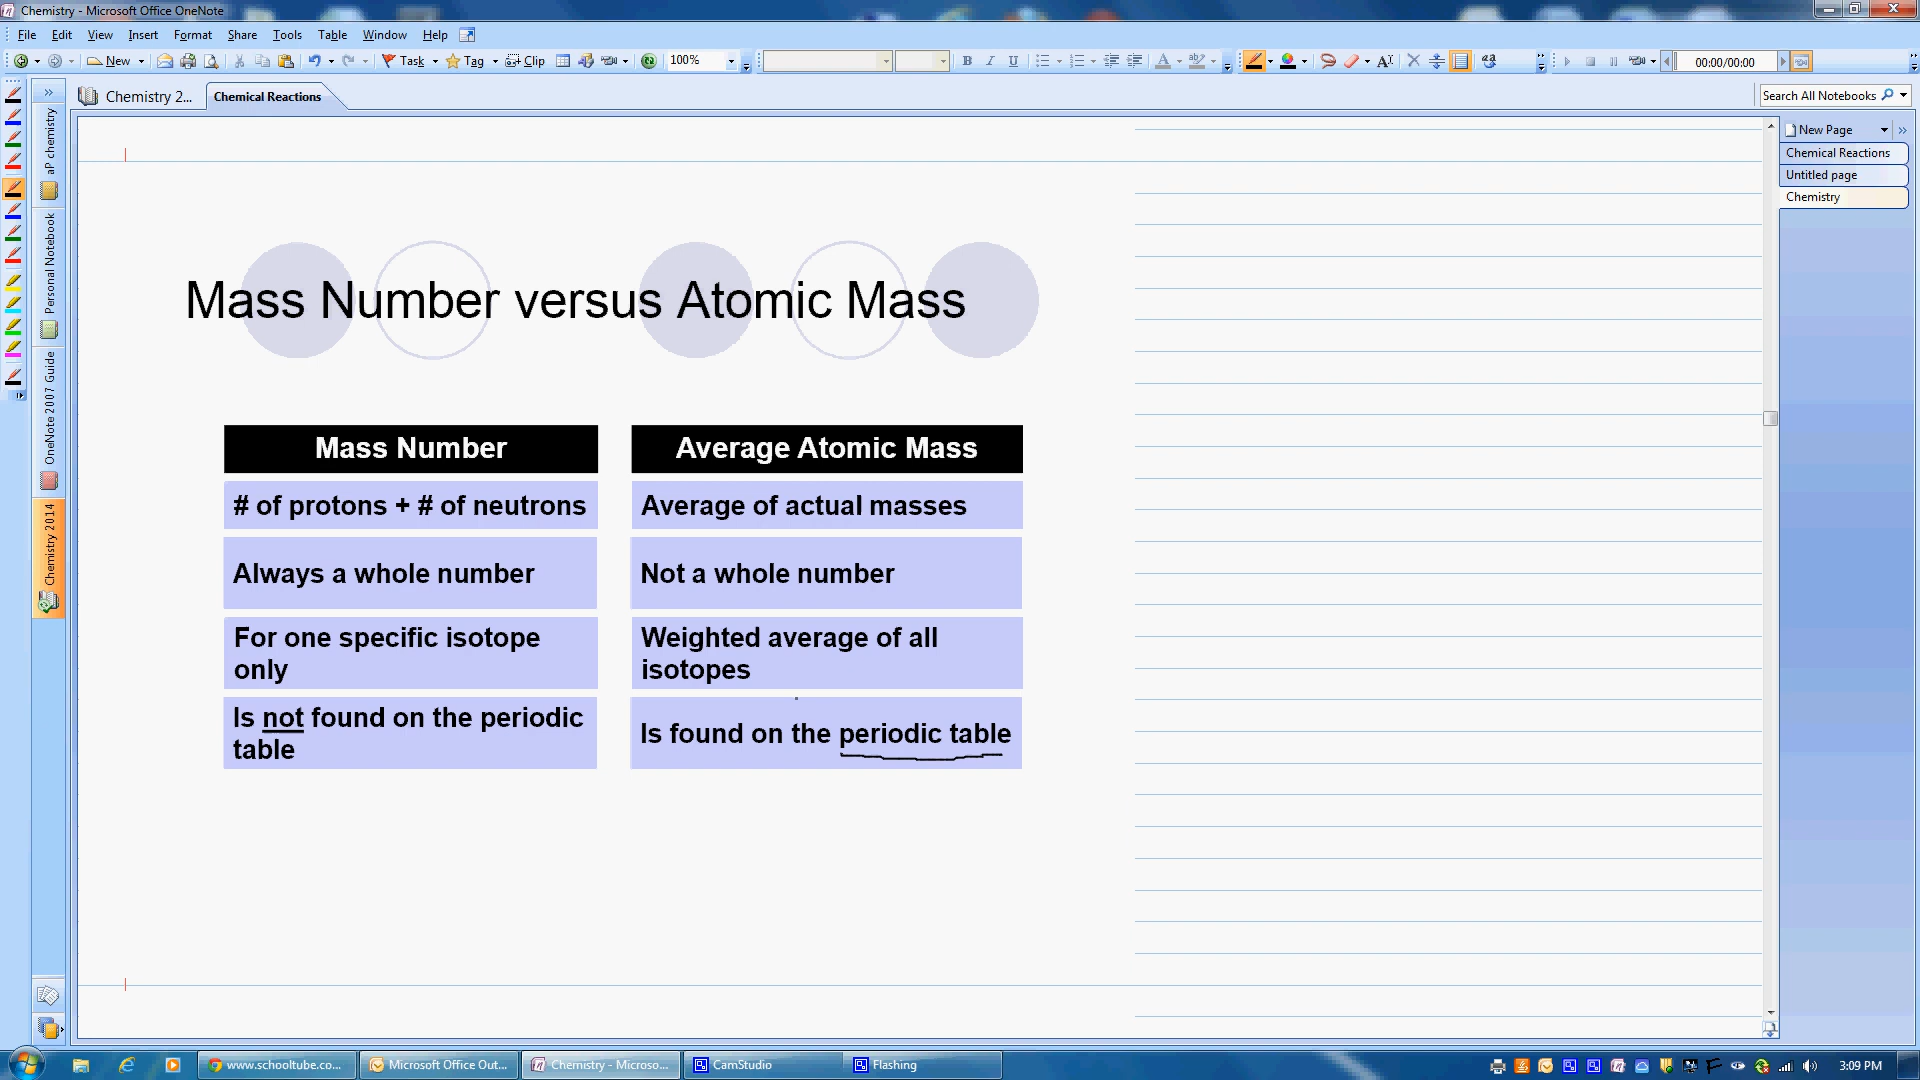 Chemistry - Microsoft Office OneNote
File Edit View Insert Format Share Tools Table Window Help
New Task Tag Clip 100% B I U 00:00/00:00
Chemistry 2... Chemical Reactions
Search All Notebooks
New Page
Chemical Reactions
Untitled page
Chemistry
aP chemistry
Personal Notebook
OneNote 2007 Guide
Chemistry 2014
Mass Number versus Atomic Mass
Mass Number
# of protons + # of neutrons
Always a whole number
For one specific isotope
only
Is not found on the periodic
table
Average Atomic Mass
Average of actual masses
Not a whole number
Weighted average of all
isotopes
Is found on the periodic table
www.schooltube.co... Microsoft Office Out... Chemistry - Microso... CamStudio Flashing 3:09 PM